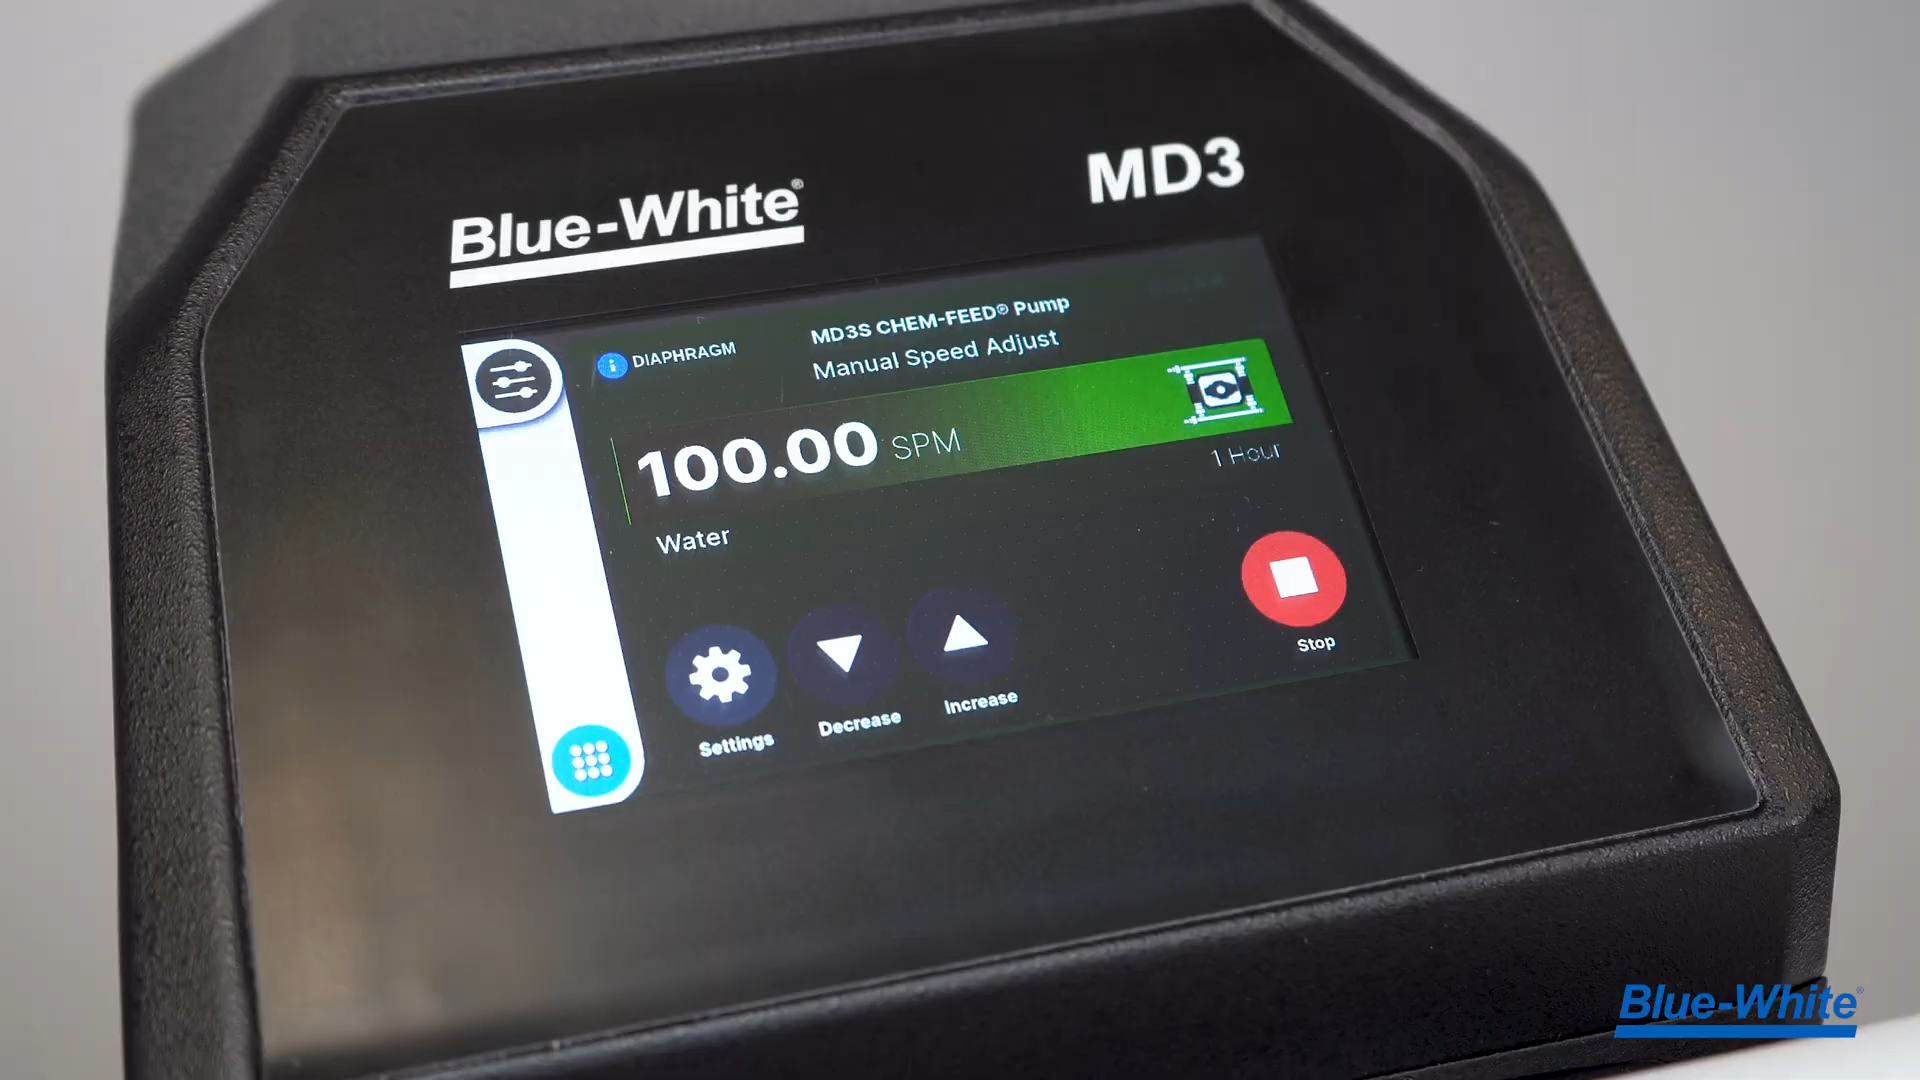 Blue-White®
MD3
DIAPHRAGM
MD3S CHEM-FEED® Pump
Manual Speed Adjust
100.00 SPM
1 Hour
Water
Settings
Decrease
Increase
Stop
Blue-White®